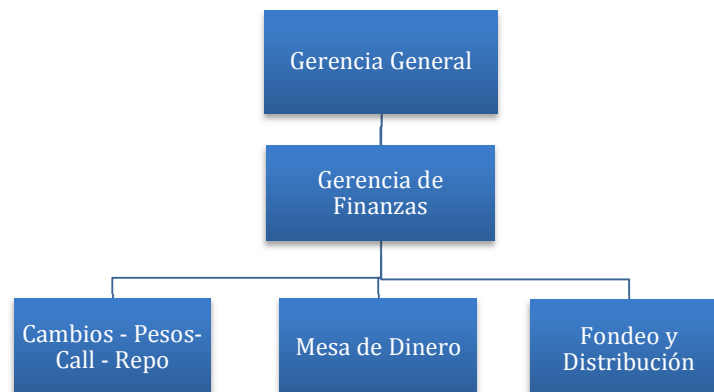 Gerencia General
Gerencia de
Finanzas
Cambios - Pesos-
Call - Repo
Mesa de Dinero
Fondeo y
Distribución